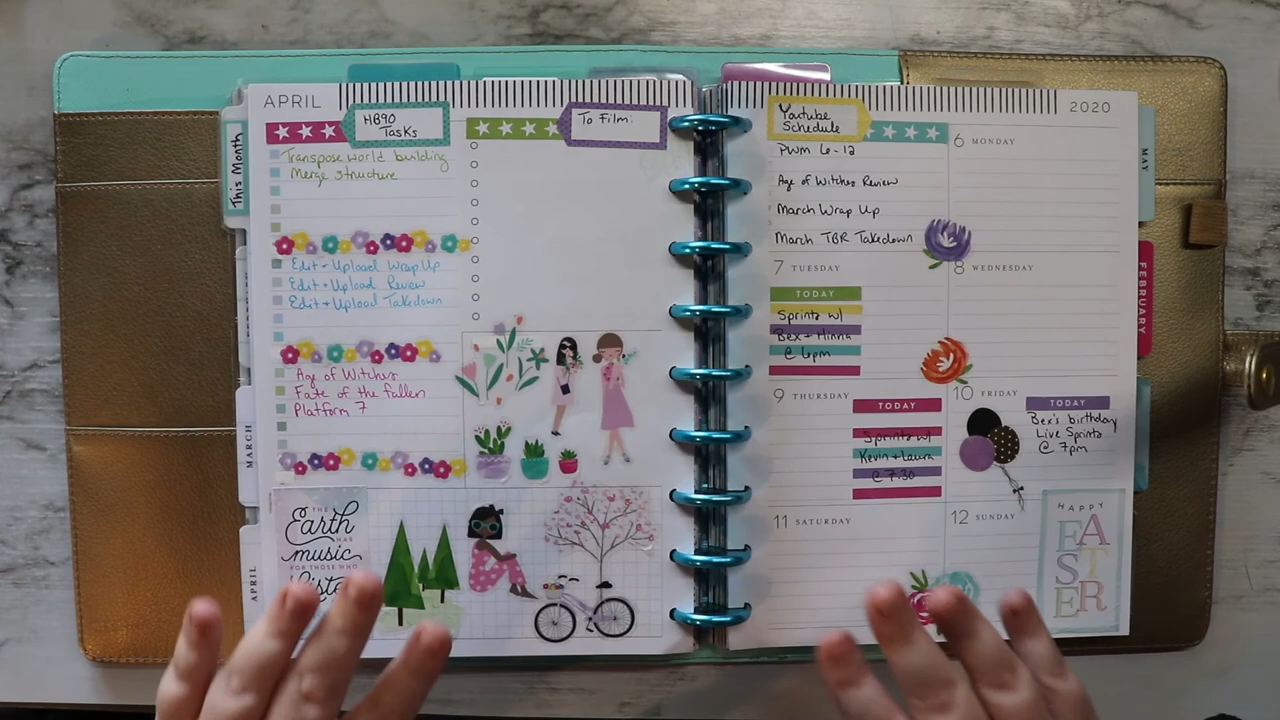 APRIL
HB90
Tasks
To Film:
Transpose world building
Merge structure
Edit + Upload Wrap Up
Edit + Upload Review
Edit + Upload Takedown
Age of Witches
Fate of the Fallen
Platform 7
THE
Earth
HAS
music
FOR THOSE WHO
listen
This Month
MARCH
APRIL
2020
Youtube
Schedule
PWM 6-12
Age of Witches Review
March Wrap Up
March TBR Takedown
6 MONDAY
7 TUESDAY
TODAY
Sprints w/
Bex + Hinna
@ 6pm
8 WEDNESDAY
9 THURSDAY
TODAY
Sprints w/
Kevin + Laura
@ 7.30
10 FRIDAY
TODAY
Bex's birthday
Live Sprints
@ 7pm
11 SATURDAY
12 SUNDAY
HAPPY
EASTER
MAY
FEBRUARY